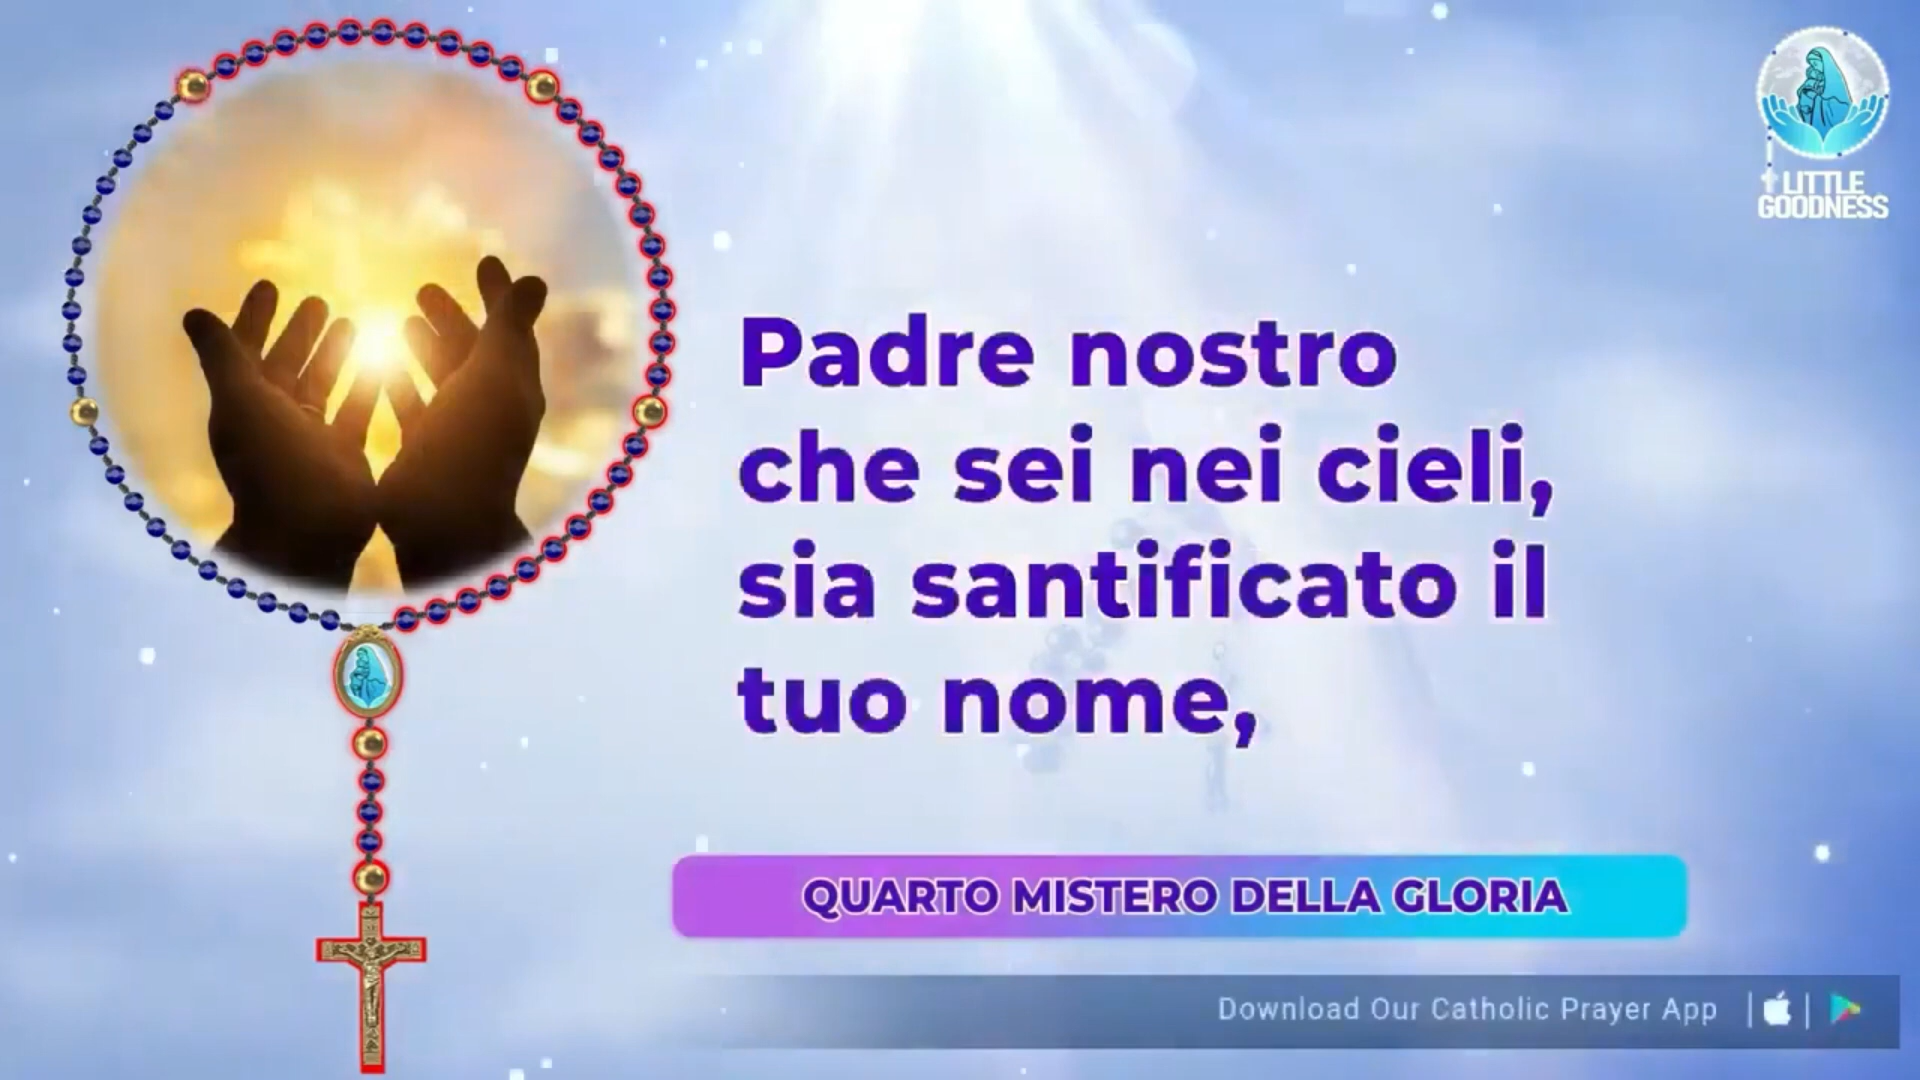 LITTLE
GOODNESS
Padre nostro
che sei nei cieli,
sia santificato il
tuo nome,
QUARTO MISTERO DELLA GLORIA
Download Our Catholic Prayer App